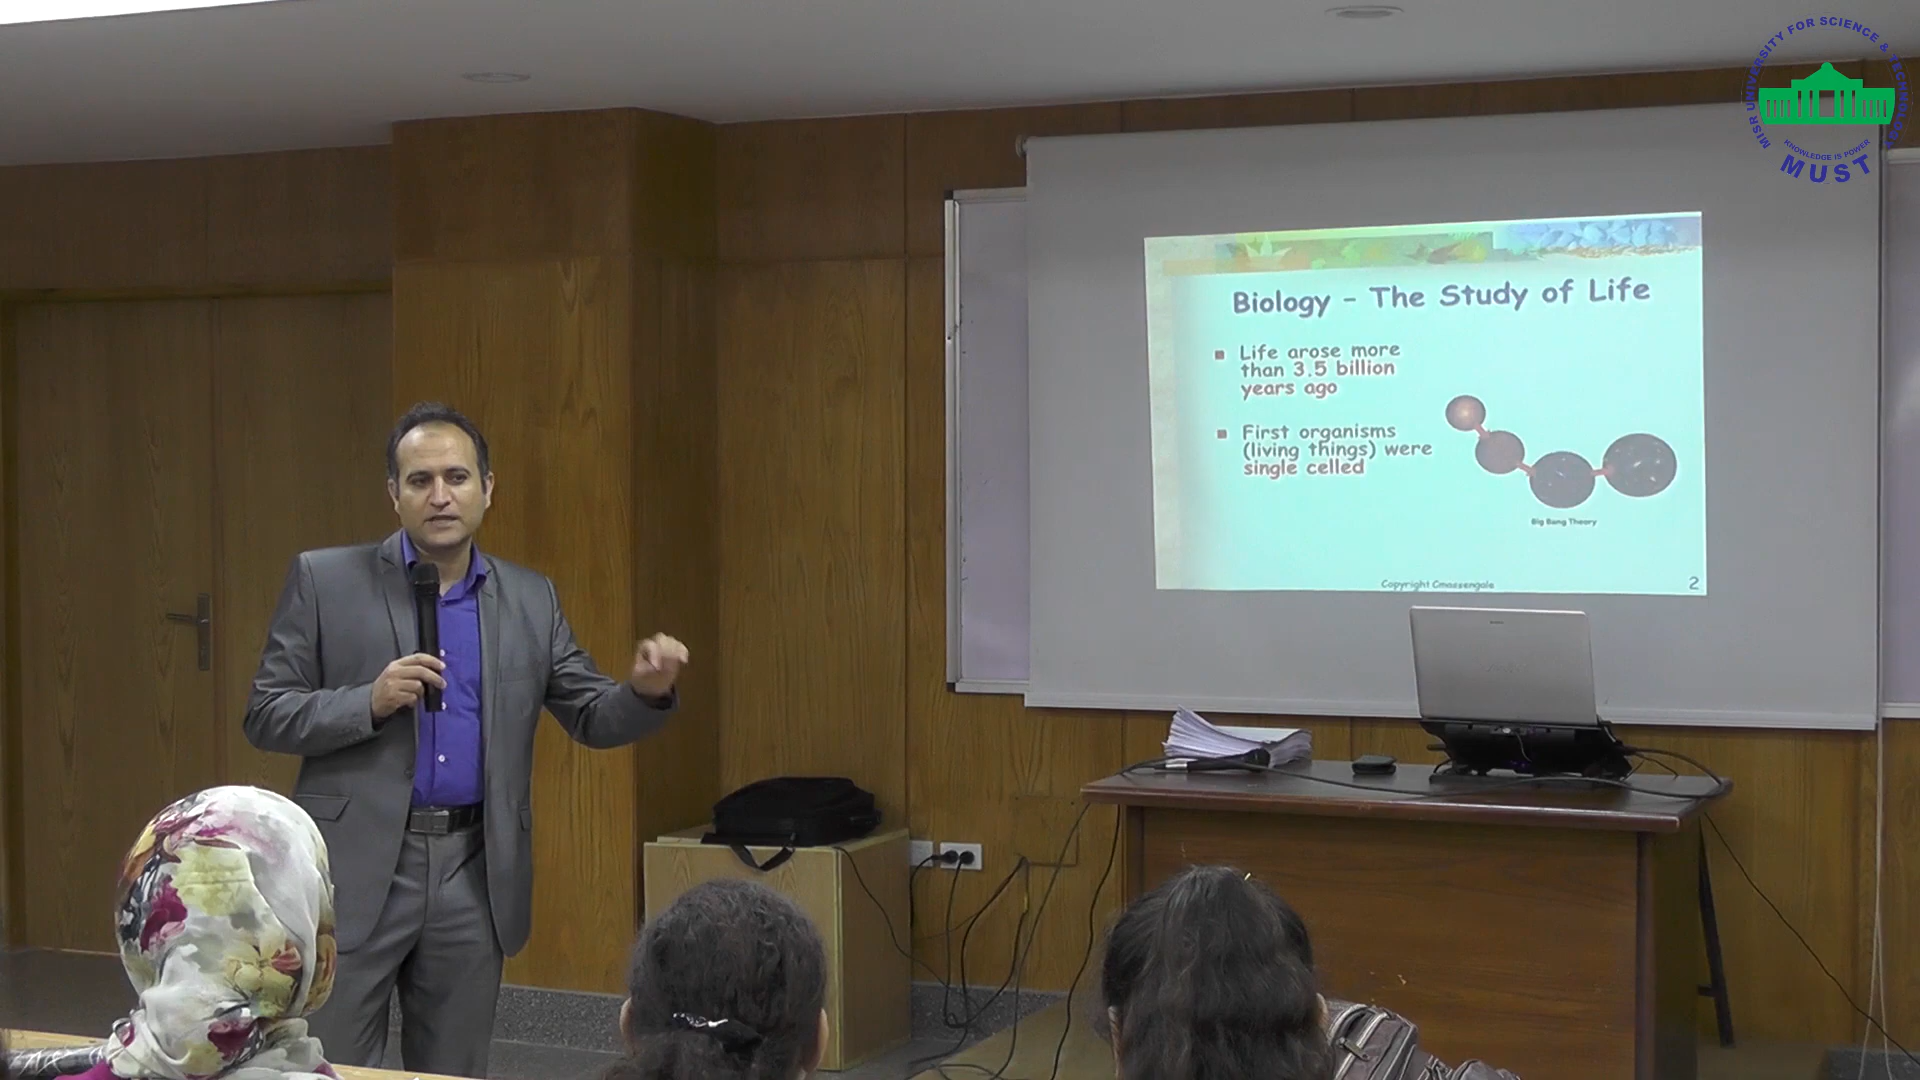 MISR UNIVERSITY FOR SCIENCE & TECHNOLOGY
KNOWLEDGE IS POWER
MUST
Biology – The Study of Life
Life arose more
than 3.5 billion
years ago
First organisms
(living things) were
single celled
Big Bang Theory
Copyright Cmassengale
2